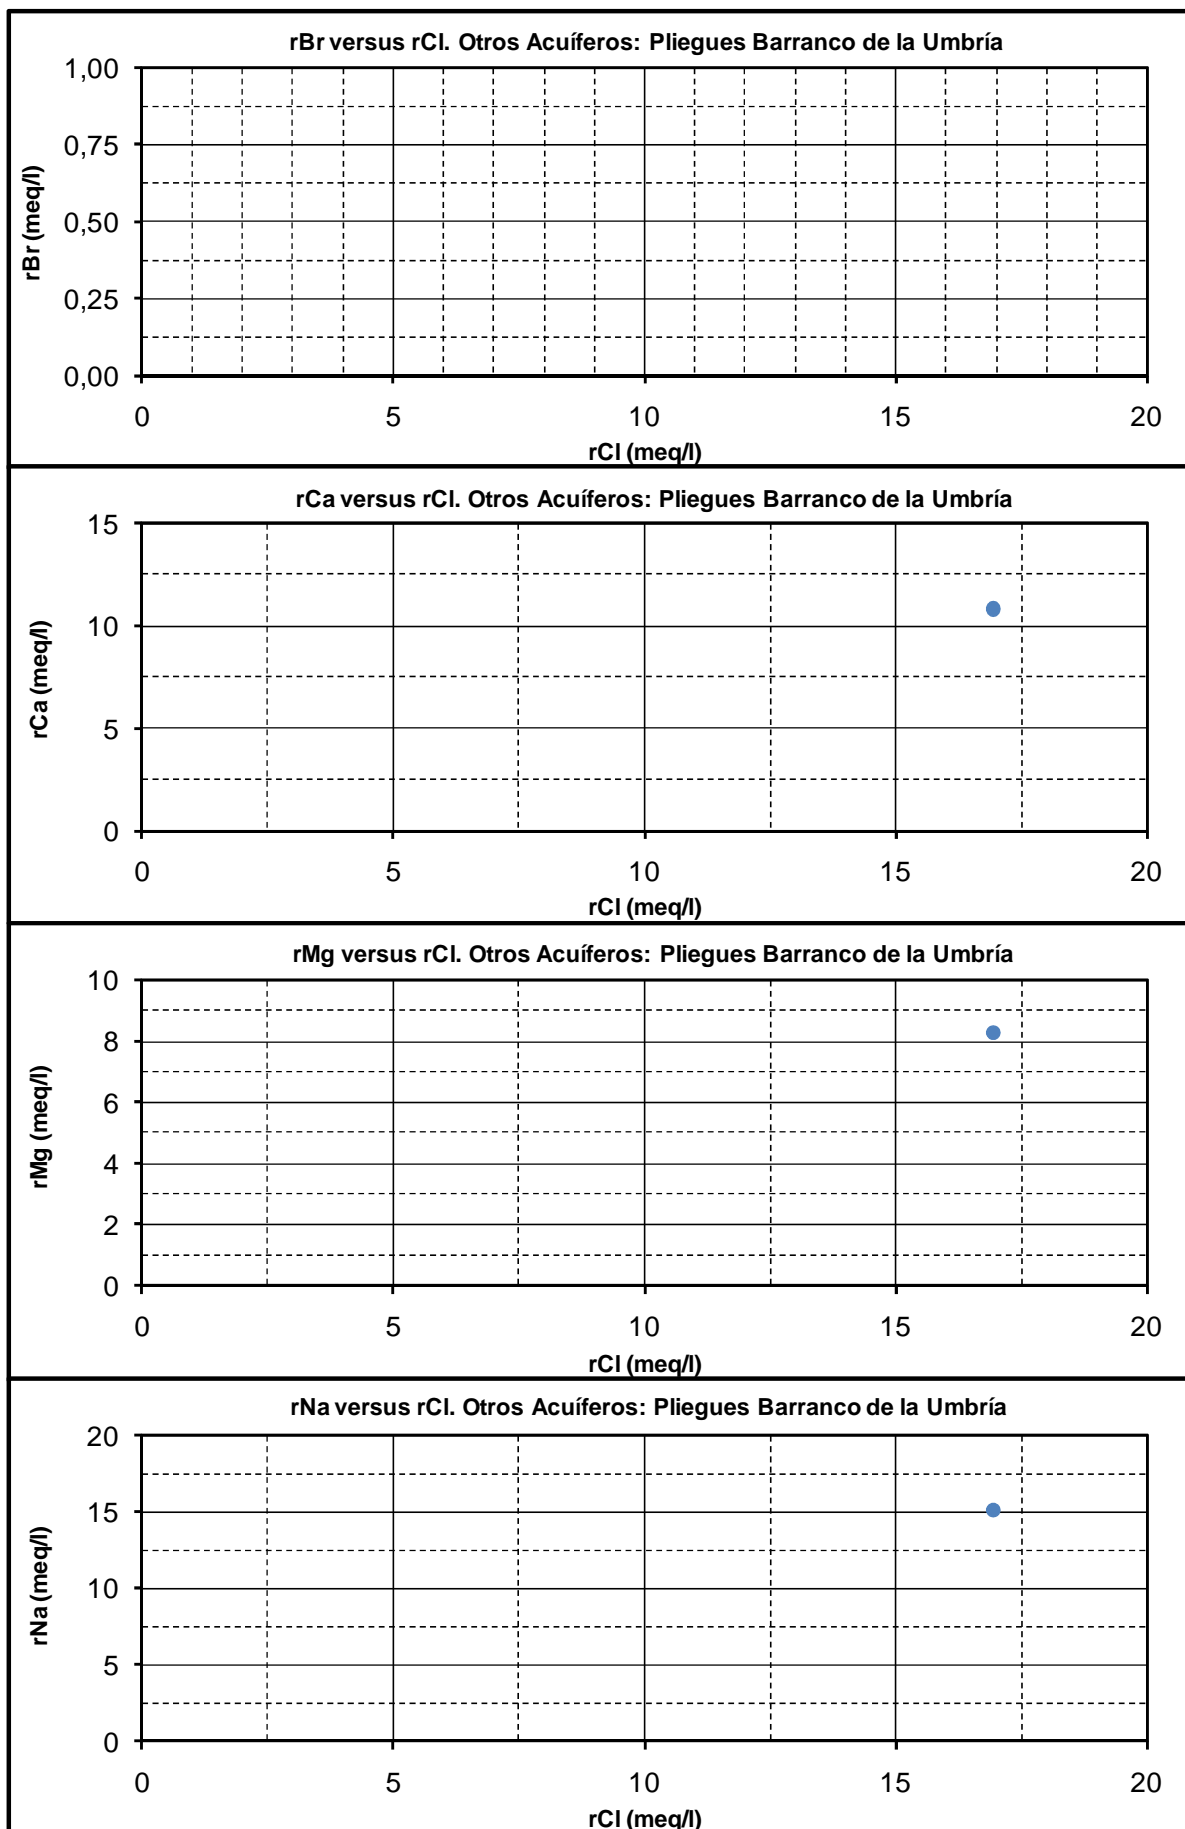 rBr versus rCl. Otros Acuíferos: Pliegues Barranco de la Umbría
1,00
0,75
0,50
0,25
0,00
rBr (meq/l)
0 5 10 15 20
rCl (meq/l)
rCa versus rCl. Otros Acuíferos: Pliegues Barranco de la Umbría
15
10
5
0
rCa (meq/l)
0 5 10 15 20
rCl (meq/l)
rMg versus rCl. Otros Acuíferos: Pliegues Barranco de la Umbría
10
8
6
4
2
0
rMg (meq/l)
0 5 10 15 20
rCl (meq/l)
rNa versus rCl. Otros Acuíferos: Pliegues Barranco de la Umbría
20
15
10
5
0
rNa (meq/l)
0 5 10 15 20
rCl (meq/l)